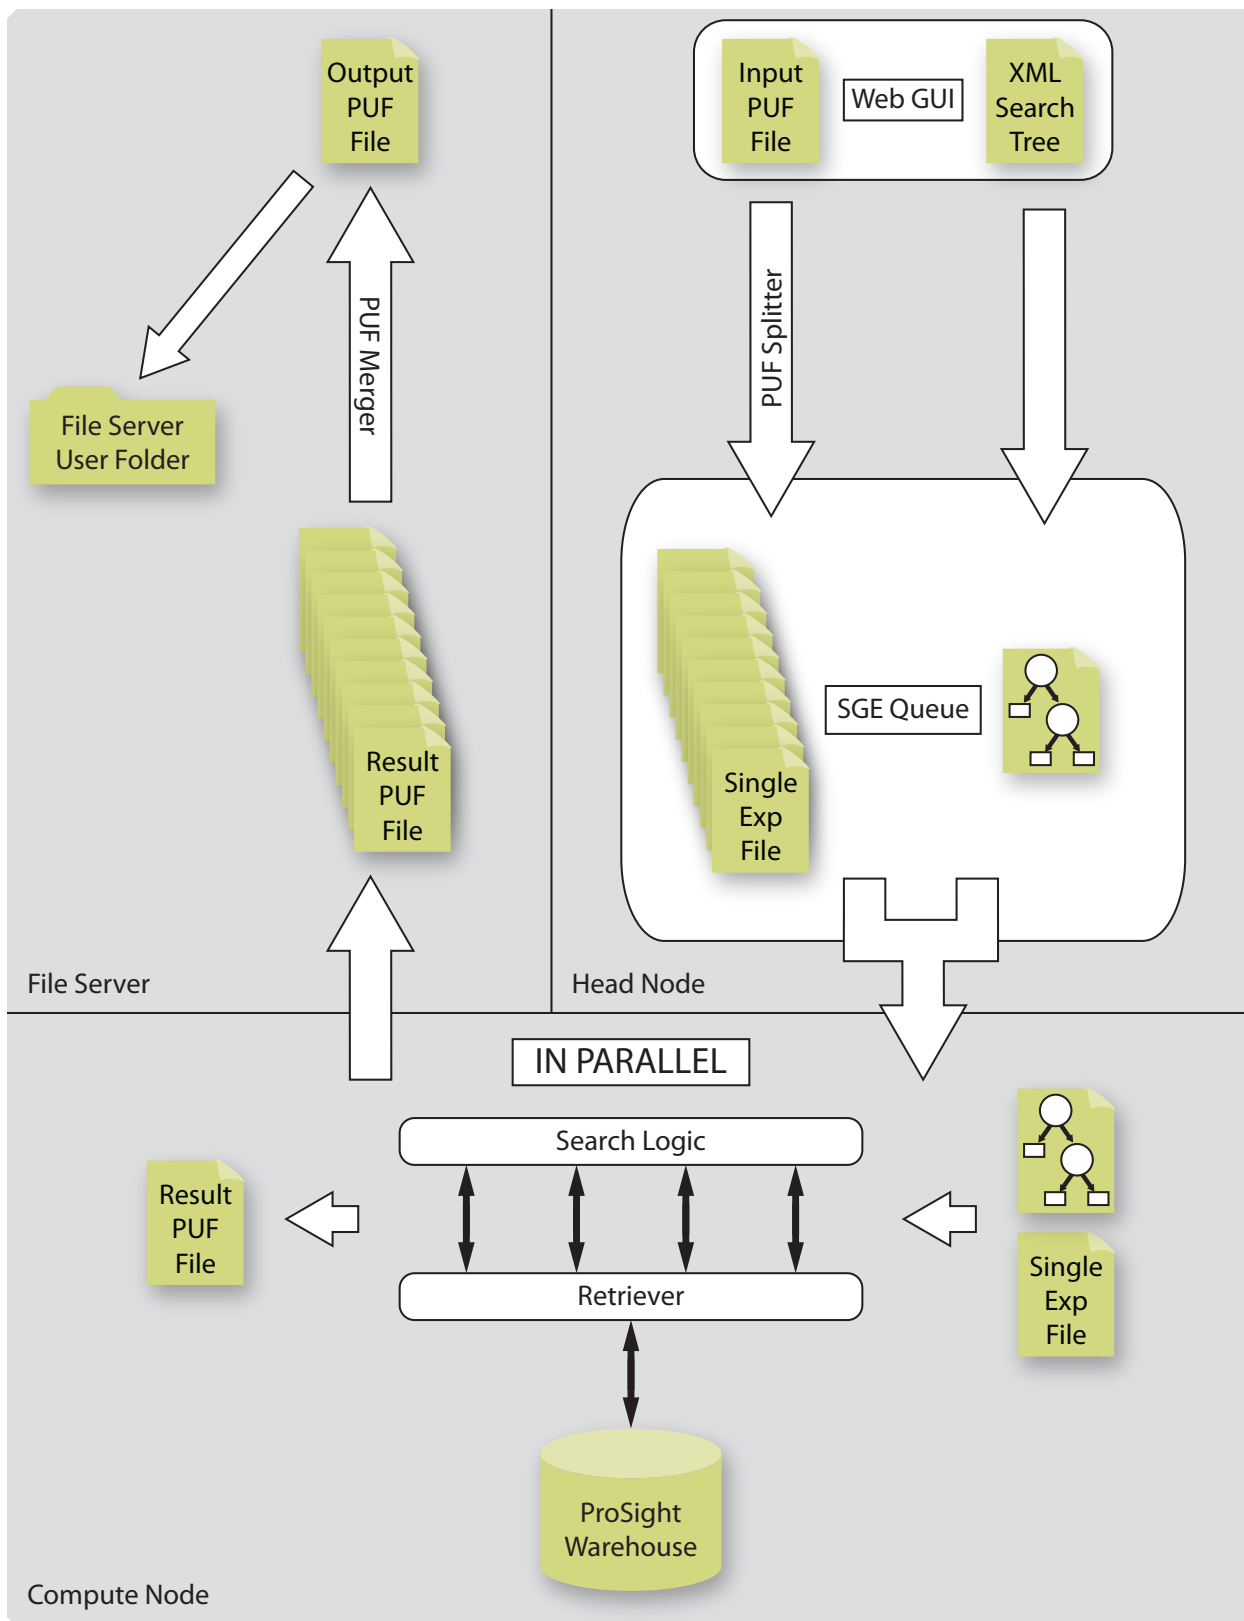 Output
PUF
File
PUF Merger
File Server
User Folder
Result
PUF
File
File Server
Input
PUF
File
Web GUI
XML
Search
Tree
PUF Splitter
SGE Queue
Single
Exp
File
Head Node
IN PARALLEL
Search Logic
Retriever
Result
PUF
File
Single
Exp
File
ProSight
Warehouse
Compute Node